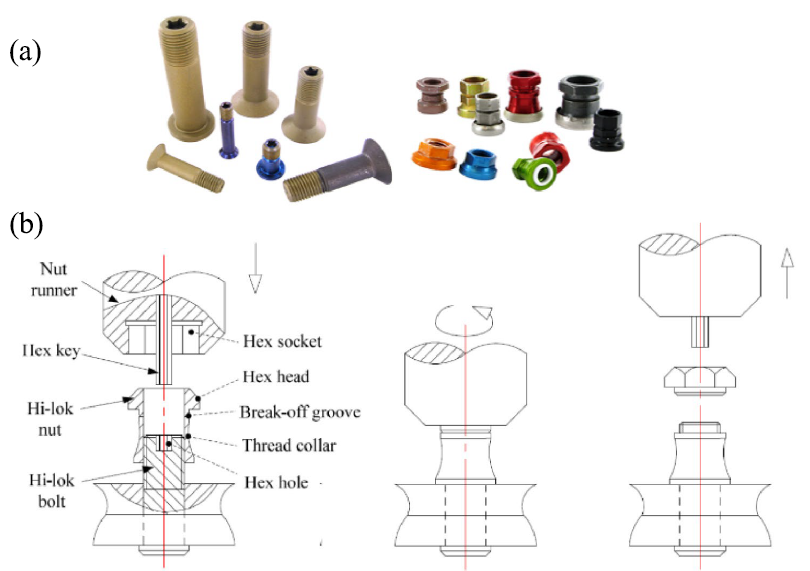 (a)
(b)
Nut
runner
Hex key
Hi-lok
nut
Hi-lok
bolt
Hex socket
Hex head
Break-off groove
Thread collar
Hex hole